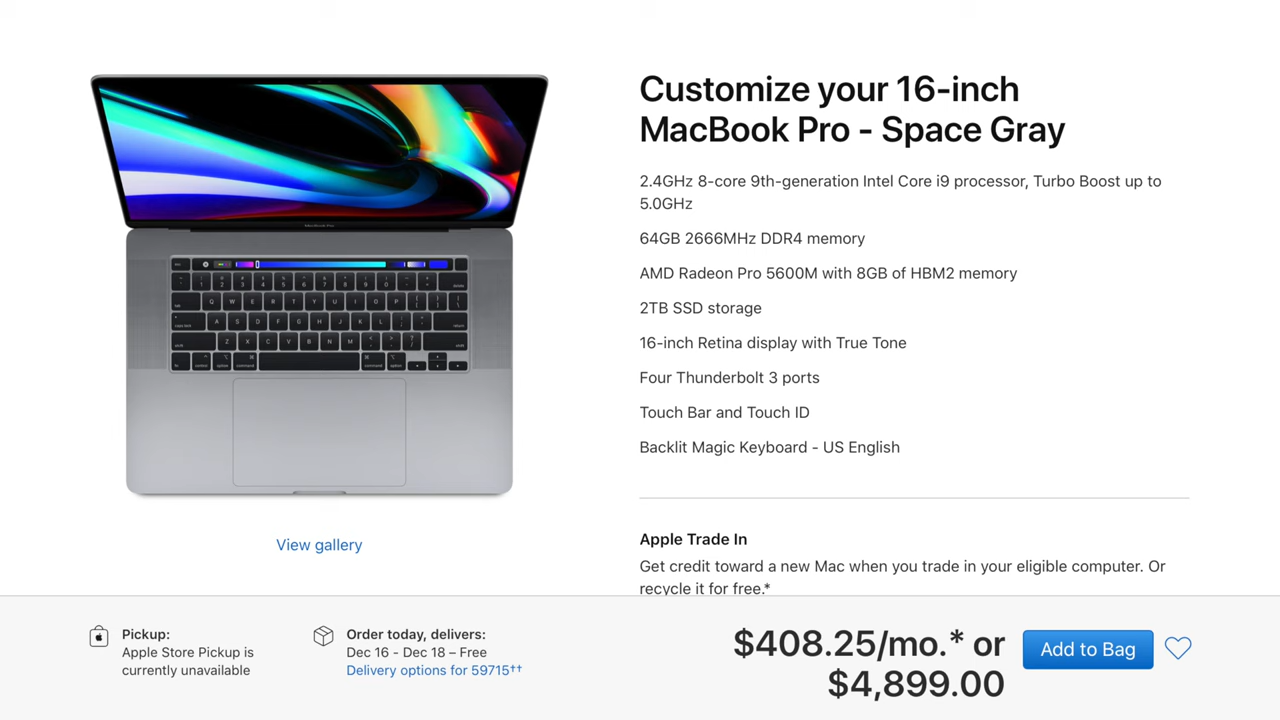 Customize your 16-inch
MacBook Pro - Space Gray
2.4GHz 8-core 9th-generation Intel Core i9 processor, Turbo Boost up to
5.0GHz
64GB 2666MHz DDR4 memory
AMD Radeon Pro 5600M with 8GB of HBM2 memory
2TB SSD storage
16-inch Retina display with True Tone
Four Thunderbolt 3 ports
Touch Bar and Touch ID
Backlit Magic Keyboard - US English
View gallery
Apple Trade In
Get credit toward a new Mac when you trade in your eligible computer. Or
recycle it for free.*
Pickup:
Apple Store Pickup is
currently unavailable
Order today, delivers:
Dec 16 - Dec 18 – Free
Delivery options for 59715††
$408.25/mo.* or
$4,899.00
Add to Bag